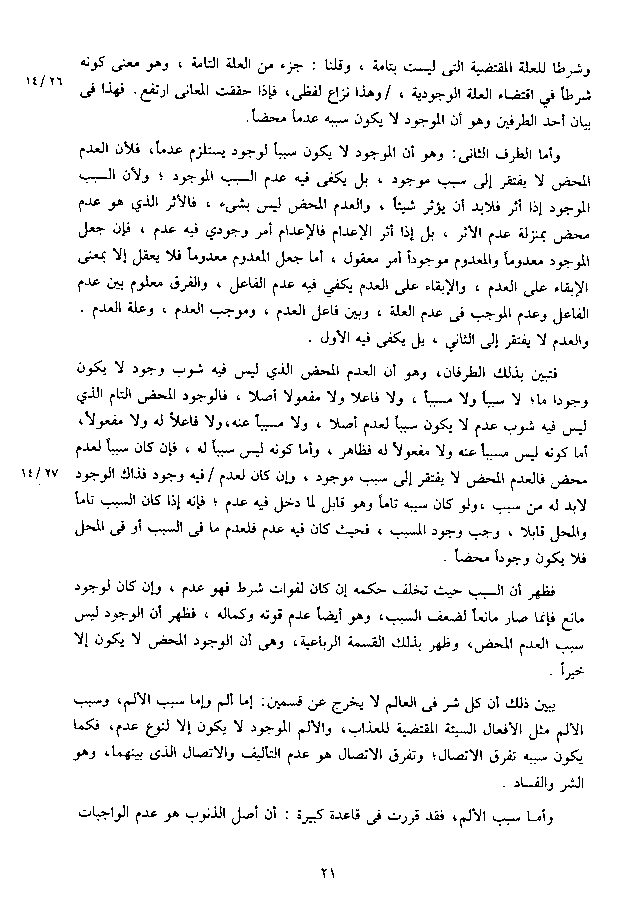 وشرطا للعلة المقتضية التى ليست بتامة ، وقلنا : جزء من العلة التامة ، وهو معنى كونه
١٤/٢٦ شرطاً في اقتضاء العلة الوجودية ، / وهذا نزاع لفظى، فإذا حققت المعانى ارتفع. فهذا فى
بيان أحد الطرفين وهو أن الموجود لا يكون سببه عدماً محضاً.
وأما الطرف الثانى: وهو أن الموجود لا يكون سبباً لوجود يستلزم عدماً، فلأن العدم
المحض لا يفتقر إلى سبب موجود ، بل يكفى فيه عدم السبب الموجود ؛ ولأن السبب
الموجود إذا أثر فلابد أن يؤثر شيئاً ، والعدم المحض ليس بشىء ، فالأثر الذي هو عدم
محض بمنزلة عدم الأثر ، بل إذا أثر الإعدام فالإعدام أمر وجودي فيه عدم ، فإن جعل
الموجود معدوماً والمعدوم موجوداً أمر معقول ، أما جعل المعدوم معدوماً فلا يعقل إلا بمعنى
الإبقاء على العدم ، والإبقاء على العدم يكفي فيه عدم الفاعل ، والفرق معلوم بين عدم
الفاعل وعدم الموجب فى عدم العلة ، وبين فاعل العدم ، وموجب العدم ، وعلة العدم .
والعدم لا يفتقر إلى الثاني ، بل يكفى فيه الأول .
فتبين بذلك الطرفان، وهو أن العدم المحض الذي ليس فيه شوب وجود لا يكون
وجودا ما؛ لا سبباً ولا مسبباً ، ولا فاعلا ولا مفعولا أصلا ، فالوجود المحض التام الذي
ليس فيه شوب عدم لا يكون سبباً لعدم أصلا ، ولا مسبباً عنه،ولا فاعلاً له ولا مفعولاً،
أما كونه ليس مسبباً عنه ولا مفعولاً له فظاهر ، وأما كونه ليس سبباً له ، فإن كان سبباً لعدم
١٤/٢٧ محض فالعدم المحض لا يفتقر إلى سبب موجود ، وإن كان لعدم / فيه وجود فذاك الوجود
لابد له من سبب ،ولو كان سببه تاماً وهو قابل لما دخل فيه عدم ؛ فإنه إذا كان السبب تاماً
والمحل قابلا ، وجب وجود المسبب ، فحيث كان فيه عدم فلعدم ما فى السبب أو فى المحل
فلا يكون وجوداً محضاً .
فظهر أن السبب حيث تخلف حكمه إن كان لفوات شرط فهو عدم ، وإن كان لوجود
مانع فإنما صار مانعاً لضعف السبب، وهو أيضاً عدم قوته وكماله ، فظهر أن الوجود ليس
سبب العدم المحض، وظهر بذلك القسمة الرباعية، وهى أن الوجود المحض لا يكون إلا
خيراً .
يبين ذلك أن كل شر فى العالم لا يخرج عن قسمين: إما ألم وإما سبب الألم، وسبب
الألم مثل الأفعال السيئة المقتضية للعذاب، والألم الموجود لا يكون إلا لنوع عدم، فكما
يكون سببه تفرق الاتصال؛ وتفرق الاتصال هو عدم التأليف والاتصال الذى بينهما، وهو
الشر والفساد .
وأما سبب الألم، فقد قررت فى قاعدة كبيرة : أن أصل الذنوب هو عدم الواجبات
٢١